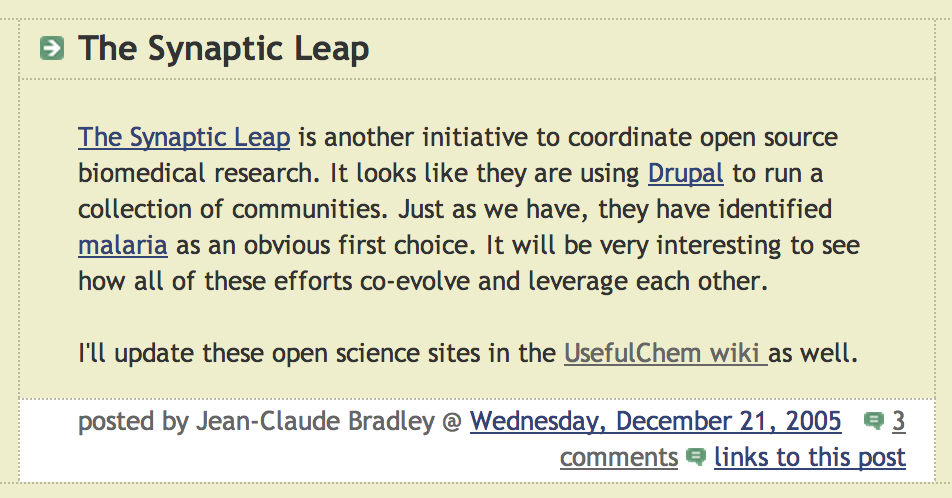 The Synaptic Leap
The Synaptic Leap is another initiative to coordinate open source
biomedical research. It looks like they are using Drupal to run a
collection of communities. Just as we have, they have identified
malaria as an obvious first choice. It will be very interesting to see
how all of these efforts co-evolve and leverage each other.
I'll update these open science sites in the UsefulChem wiki as well.
posted by Jean-Claude Bradley @ Wednesday, December 21, 2005 3
comments links to this post